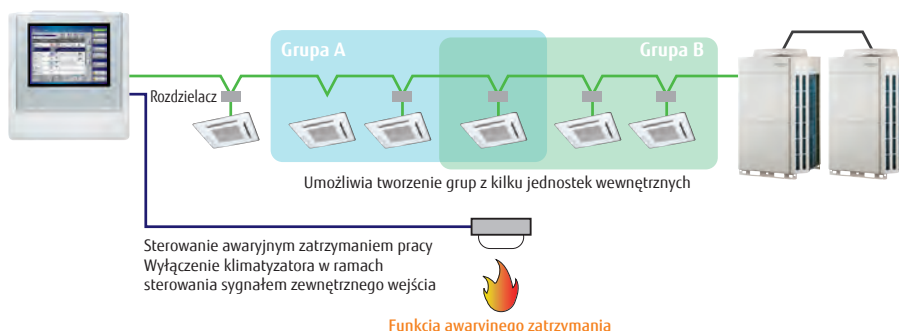 Grupa A
Grupa B
Rozdzielacz
Umożliwia tworzenie grup z kilku jednostek wewnętrznych
Sterowanie awaryjnym zatrzymaniem pracy
Wyłączenie klimatyzatora w ramach
sterowania sygnałem zewnętrznego wejścia
Funkcja awaryjnego zatrzymania